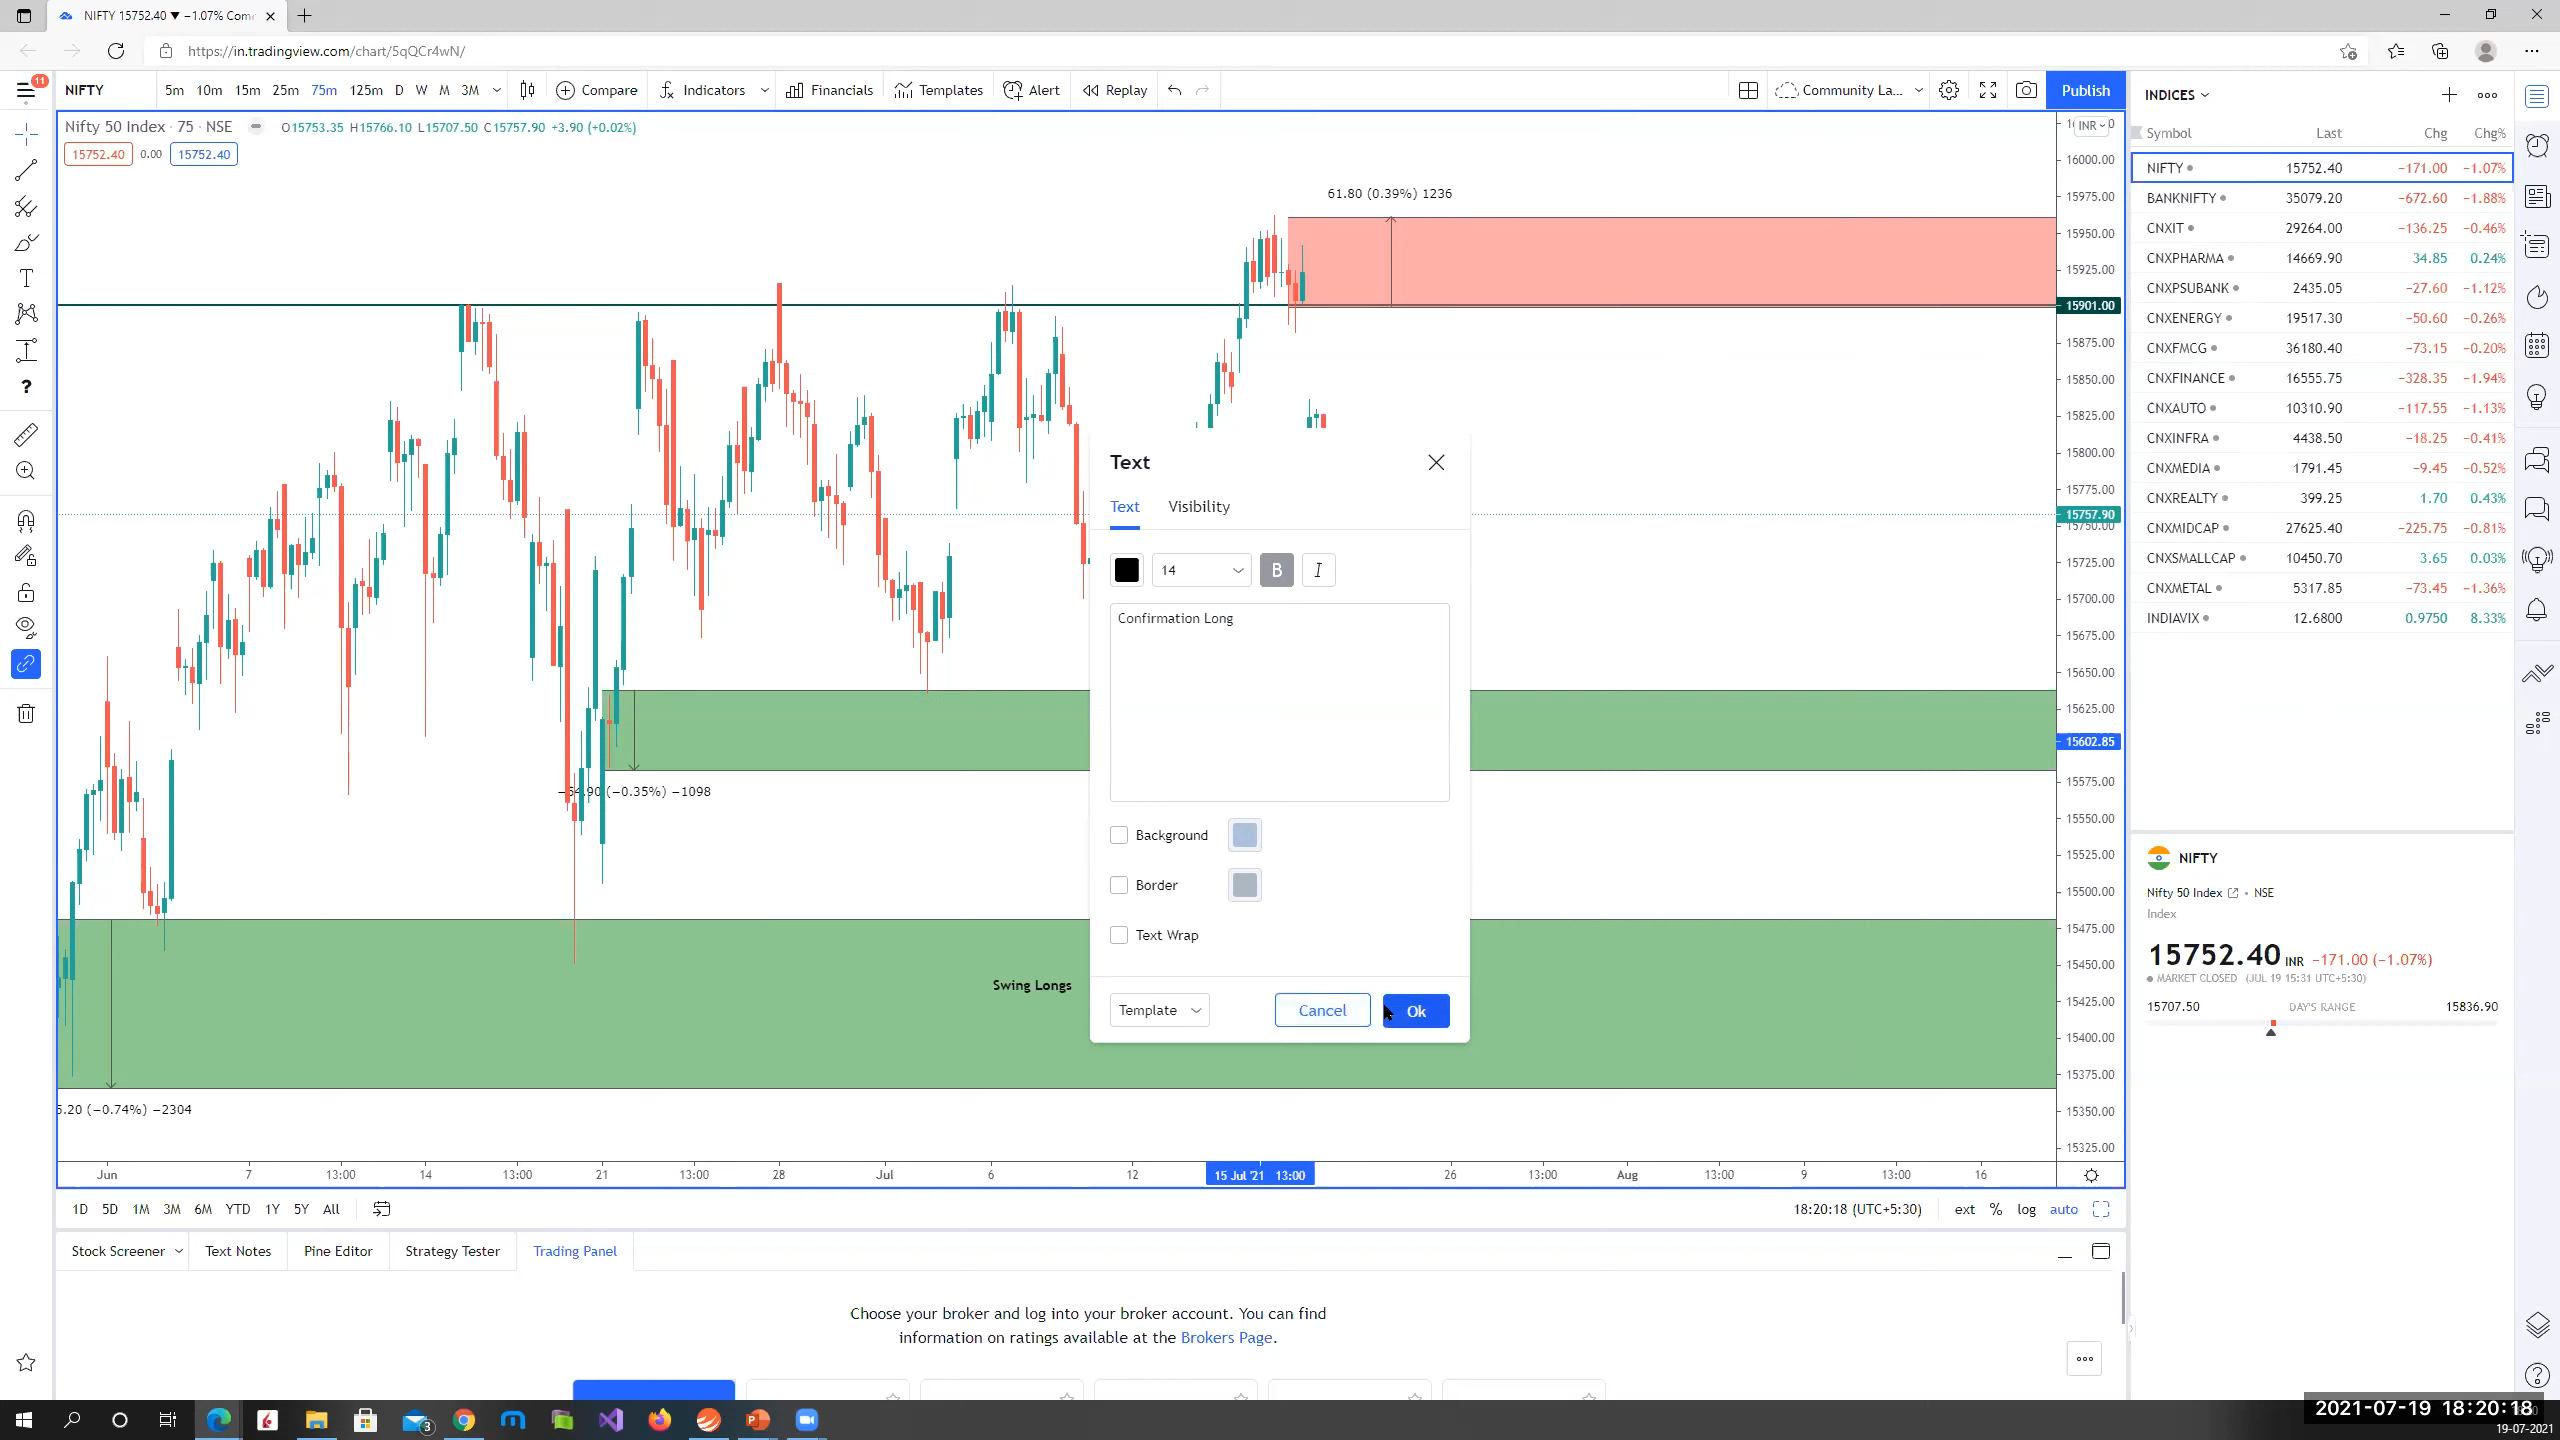 NIFTY 15752.40 ▼ −1.07% Com
https://in.tradingview.com/chart/5qQCr4wN/
11
NIFTY 5m 10m 15m 25m 75m 125m D W M 3M Compare Indicators Financials Templates Alert Replay Community La... Publish
Nifty 50 Index · 75 · NSE O15753.35 H15766.10 L15707.50 C15757.90 +3.90 (+0.02%)
15752.40 0.00 15752.40
INR
16000.00
61.80 (0.39%) 1236
15975.00
15950.00
15925.00
15901.00
15875.00
15850.00
15825.00
15800.00
15775.00
15757.90
15750.00
15725.00
15700.00
15675.00
15650.00
15625.00
15602.85
15575.00
15550.00
15525.00
15500.00
15475.00
15450.00
15425.00
15400.00
15375.00
15350.00
15325.00
(−0.35%) −1098
Swing Longs
5.20 (−0.74%) −2304
Text
Text Visibility
14 B I
Confirmation Long
Background
Border
Text Wrap
Template Cancel Ok
Jun 7 13:00 14 13:00 21 13:00 28 Jul 6 12 15 Jul '21 13:00 26 13:00 Aug 13:00 9 13:00 16
1D 5D 1M 3M 6M YTD 1Y 5Y All 18:20:18 (UTC+5:30) ext % log auto
Stock Screener Text Notes Pine Editor Strategy Tester Trading Panel
Choose your broker and log into your broker account. You can find
information on ratings available at the Brokers Page.
INDICES
Symbol Last Chg Chg%
NIFTY 15752.40 −171.00 −1.07%
BANKNIFTY 35079.20 −672.60 −1.88%
CNXIT 29264.00 −136.25 −0.46%
CNXPHARMA 14669.90 34.85 0.24%
CNXPSUBANK 2435.05 −27.60 −1.12%
CNXENERGY 19517.30 −50.60 −0.26%
CNXFMCG 36180.40 −73.15 −0.20%
CNXFINANCE 16555.75 −328.35 −1.94%
CNXAUTO 10310.90 −117.55 −1.13%
CNXINFRA 4438.50 −18.25 −0.41%
CNXMEDIA 1791.45 −9.45 −0.52%
CNXREALTY 399.25 1.70 0.43%
CNXMIDCAP 27625.40 −225.75 −0.81%
CNXSMALLCAP 10450.70 3.65 0.03%
CNXMETAL 5317.85 −73.45 −1.36%
INDIAVIX 12.6800 0.9750 8.33%
NIFTY
Nifty 50 Index • NSE
Index
15752.40 INR −171.00 (−1.07%)
MARKET CLOSED (JUL 19 15:31 UTC+5:30)
15707.50 DAY'S RANGE 15836.90
3
2021-07-19 18:20:18
19-07-2021